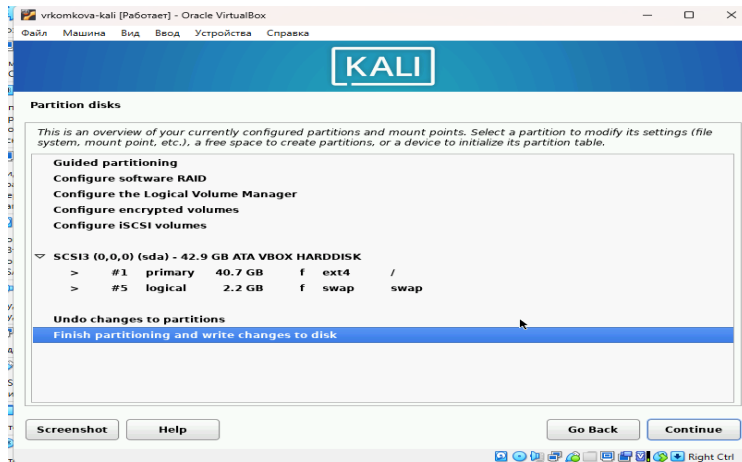 vrkomkova-kali [Работает] - Oracle VirtualBox
Файл Машина Вид Ввод Устройства Справка
KALI
Partition disks
This is an overview of your currently configured partitions and mount points. Select a partition to modify its settings (file
system, mount point, etc.), a free space to create partitions, or a device to initialize its partition table.
Guided partitioning
Configure software RAID
Configure the Logical Volume Manager
Configure encrypted volumes
Configure iSCSI volumes
SCSI3 (0,0,0) (sda) - 42.9 GB ATA VBOX HARDDISK
> #1 primary 40.7 GB f ext4 /
> #5 logical 2.2 GB f swap swap
Undo changes to partitions
Finish partitioning and write changes to disk
Screenshot Help Go Back Continue
Right Ctrl